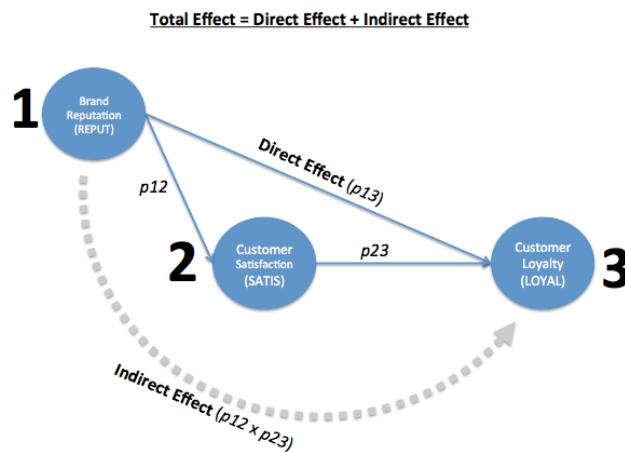 Total Effect = Direct Effect + Indirect Effect
1
Brand
Reputation
(REPUT)
Direct Effect (p13)
p12
2
Customer
Satisfaction
(SATIS)
p23
Customer
Loyalty
(LOYAL)
3
Indirect Effect (p12 x p23)